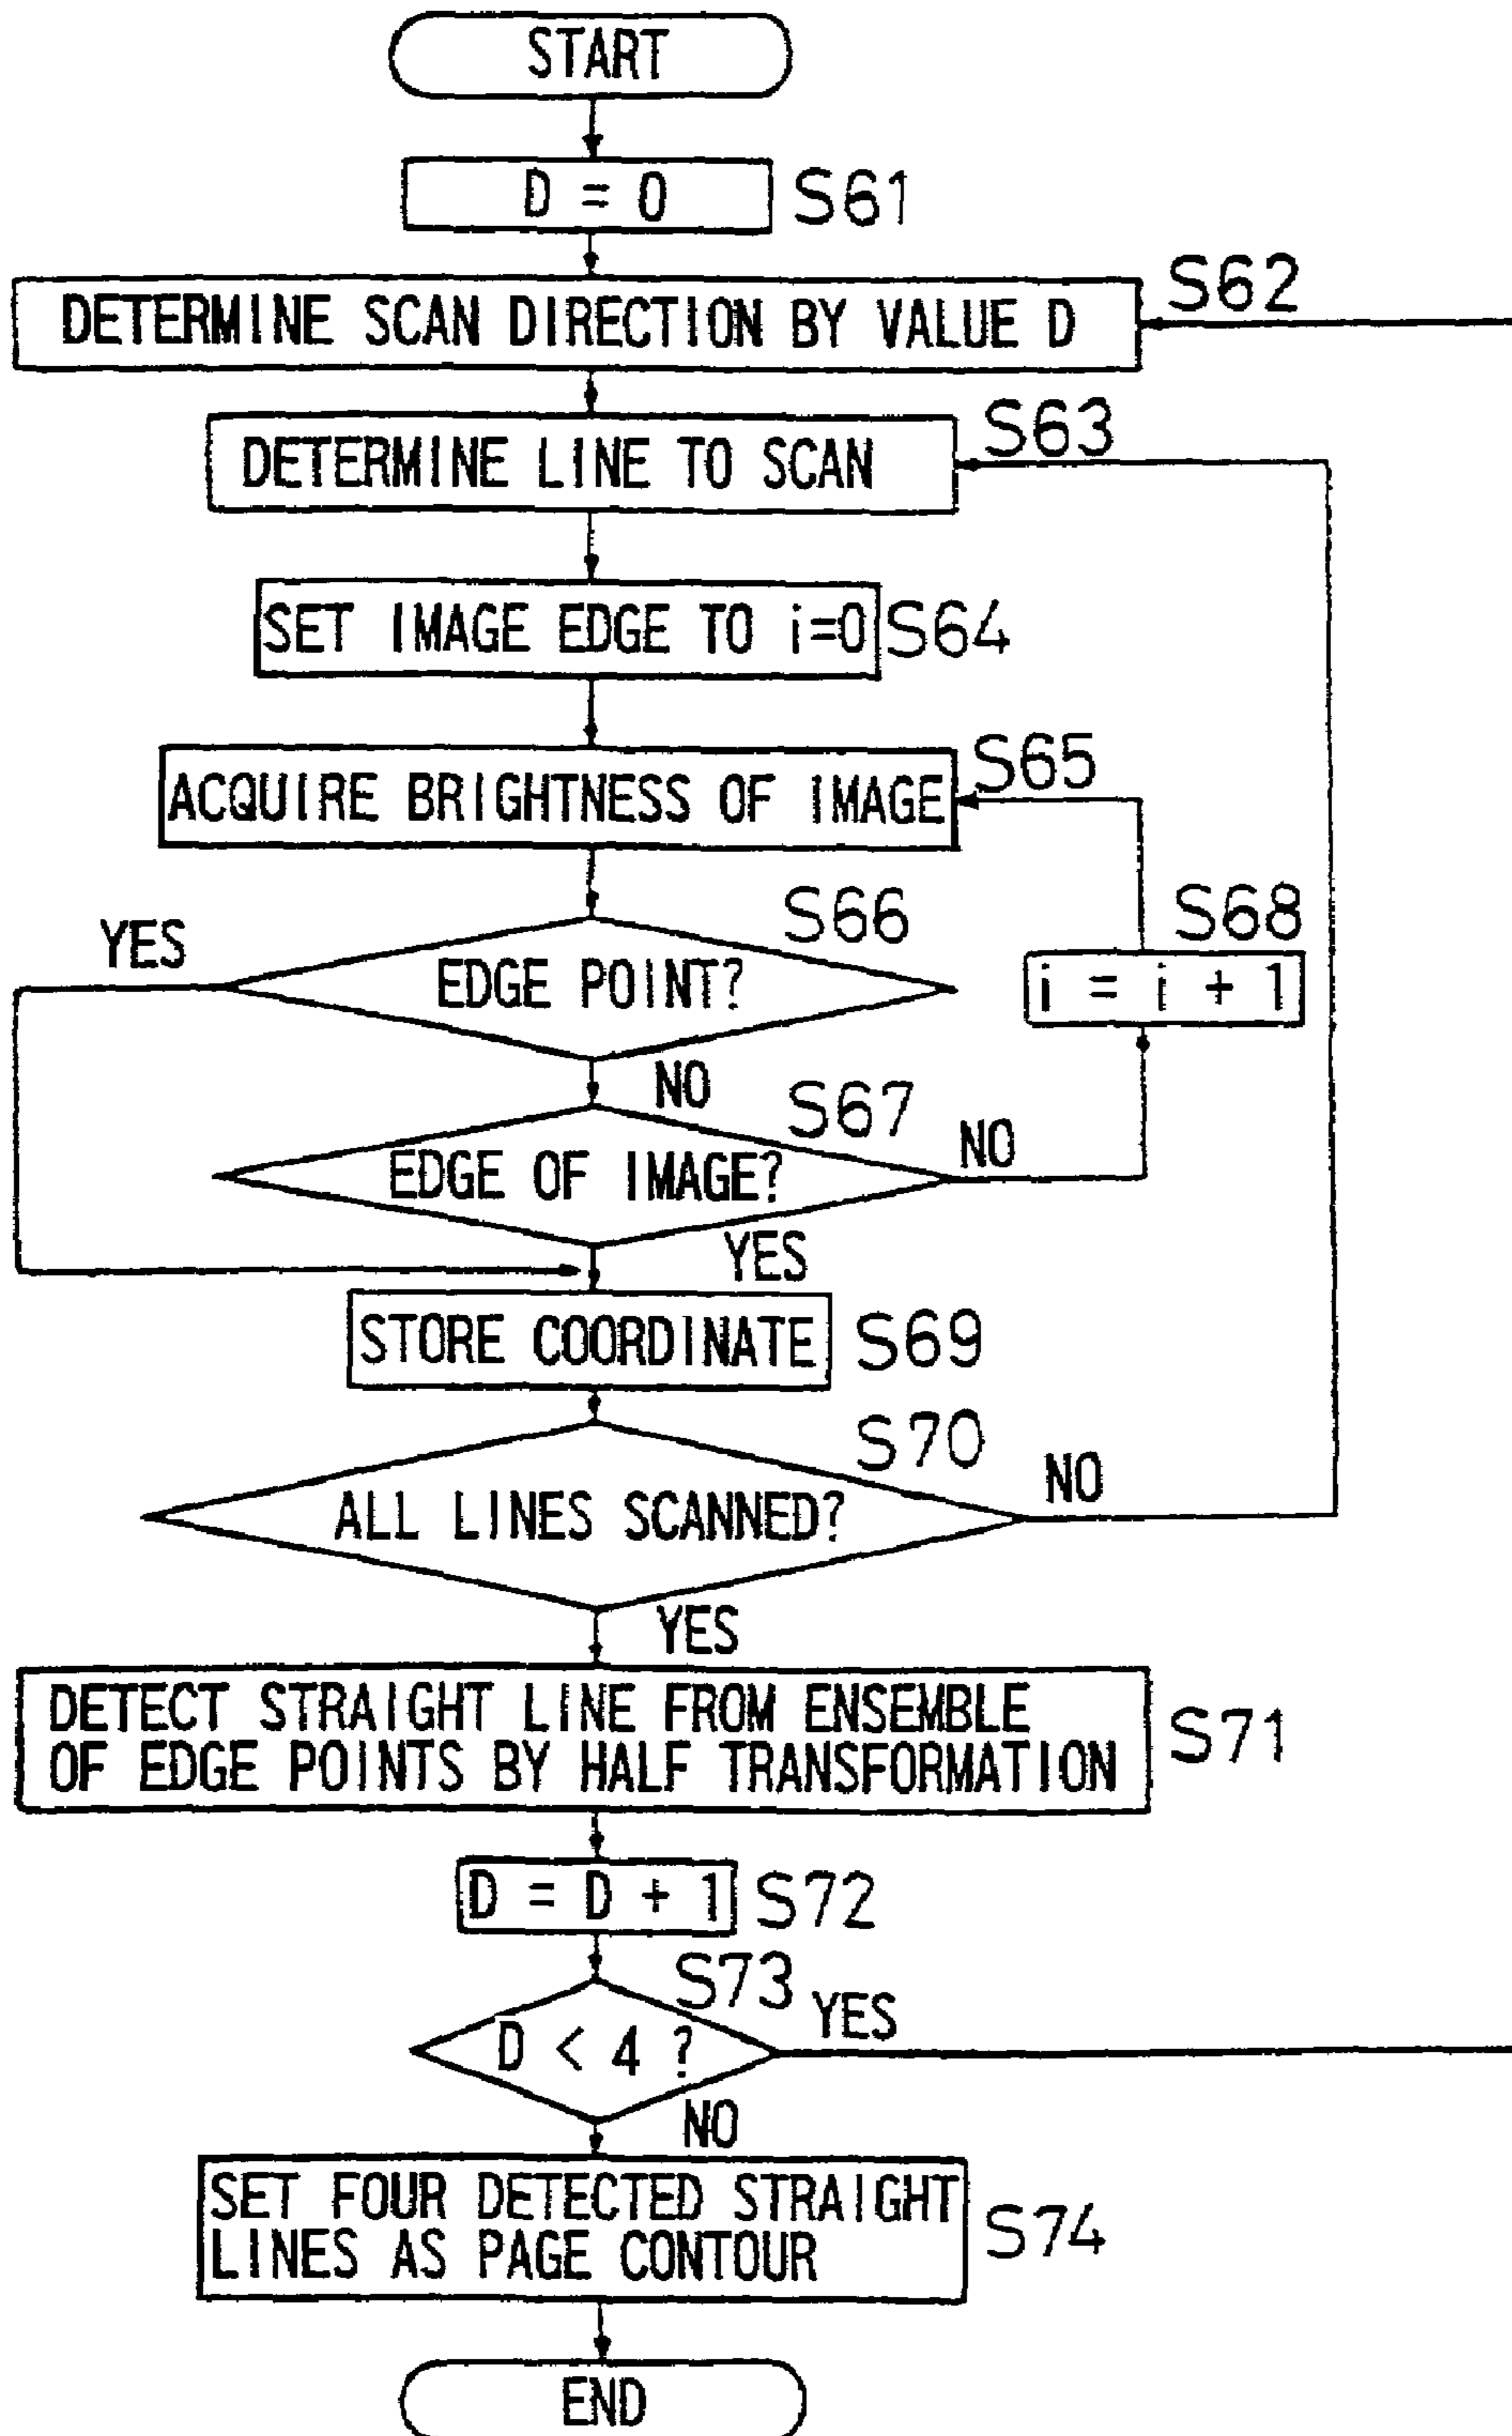 START
D = 0 S61
DETERMINE SCAN DIRECTION BY VALUE D S62
DETERMINE LINE TO SCAN S63
SET IMAGE EDGE TO i=0 S64
ACQUIRE BRIGHTNESS OF IMAGE S65
YES
EDGE POINT? S66
NO
i = i + 1 S68
EDGE OF IMAGE? S67
NO
YES
STORE COORDINATE S69
ALL LINES SCANNED? S70
NO
YES
DETECT STRAIGHT LINE FROM ENSEMBLE
OF EDGE POINTS BY HALF TRANSFORMATION S71
D = D + 1 S72
D < 4 ? S73
YES
NO
SET FOUR DETECTED STRAIGHT
LINES AS PAGE CONTOUR S74
END